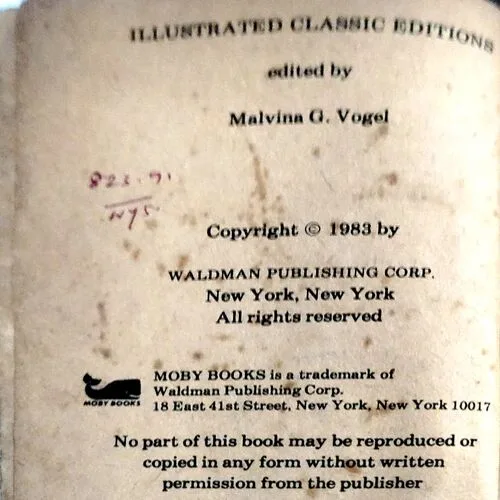 ILLUSTRATED CLASSIC EDITIONS
edited by
Malvina G. Vogel
823.91
Copyright © 1983 by
WALDMAN PUBLISHING CORP.
New York, New York
All rights reserved
MOBY BOOKS is a trademark of
Waldman Publishing Corp.
MOBY BOOKS
18 East 41st Street, New York, New York 10017
No part of this book may be reproduced or
copied in any form without written
permission from the publisher